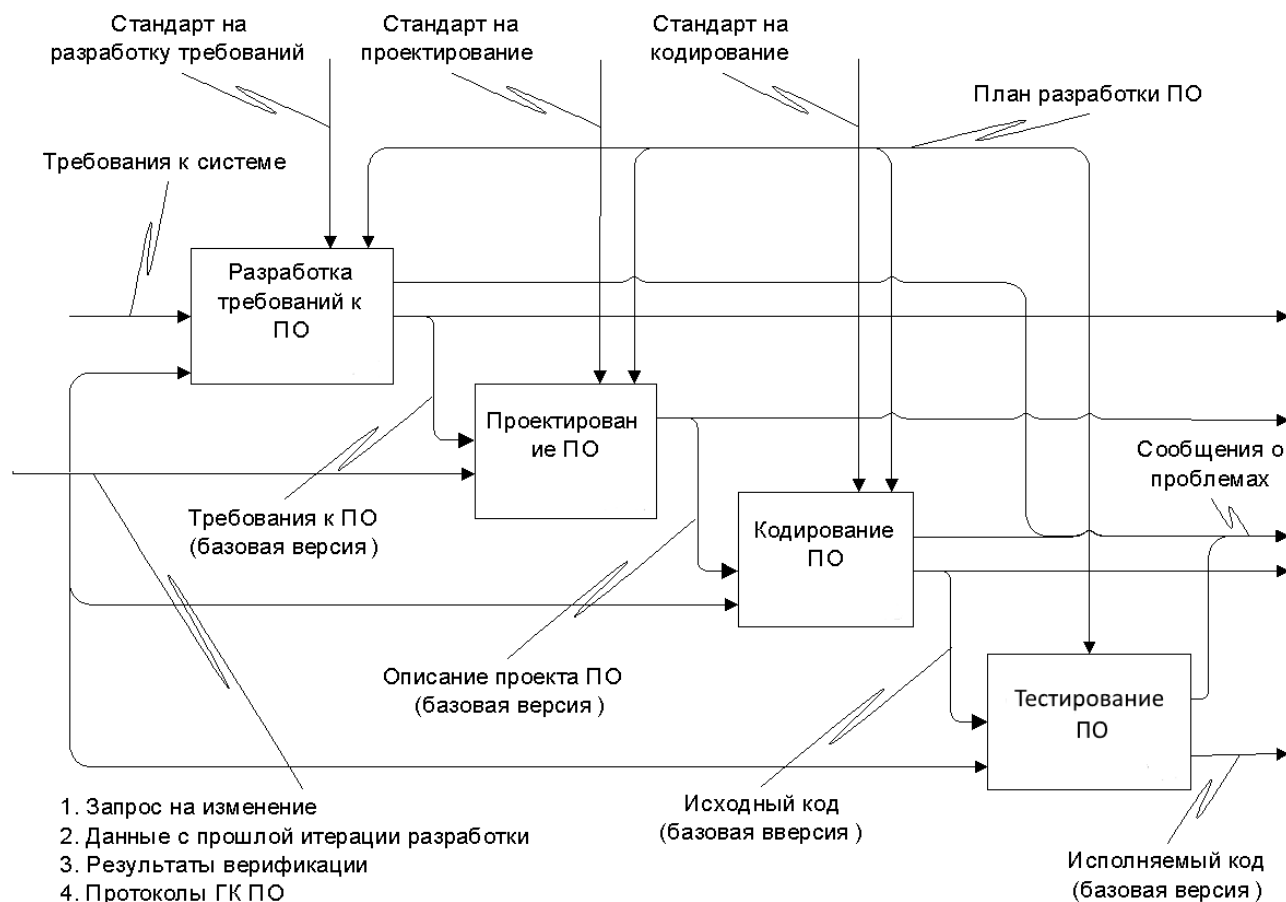 Стандарт на
разработку требований
Стандарт на
проектирование
Стандарт на
кодирование
План разработки ПО
Требования к системе
Разработка
требований к
ПО
Проектирован
ие ПО
Сообщения о
проблемах
Требования к ПО
(базовая версия )
Кодирование
ПО
Описание проекта ПО
(базовая версия )
Тестирование
ПО
1. Запрос на изменение
2. Данные с прошлой итерации разработки
3. Результаты верификации
4. Протоколы ГК ПО
Исходный код
(базовая вверсия )
Исполняемый код
(базовая версия )